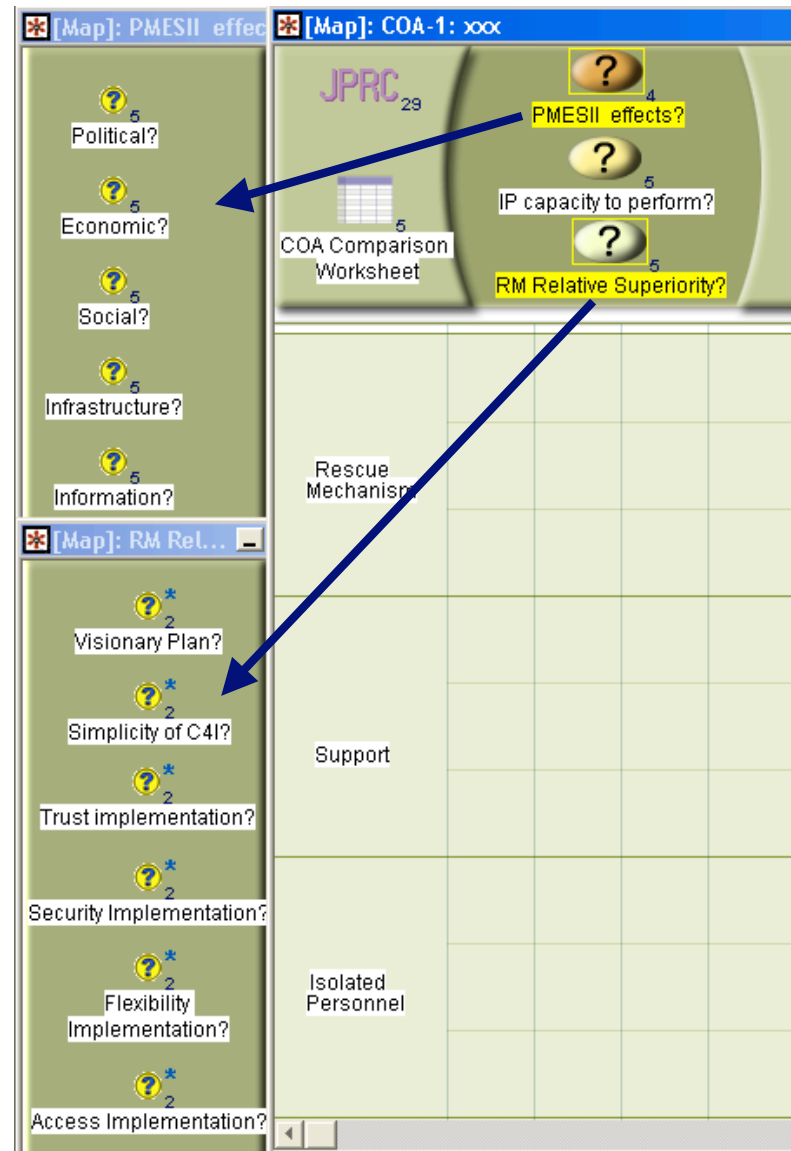 [Map]: PMESII effec
5
Political?
5
Economic?
5
Social?
5
Infrastructure?
5
Information?
[Map]: RM Rel...
*
2
Visionary Plan?
*
2
Simplicity of C4I?
*
2
Trust implementation?
*
2
Security Implementation?
*
2
Flexibility
Implementation?
*
2
Access Implementation?
[Map]: COA-1: xxx
JPRC
29
5
COA Comparison
Worksheet
?
4
PMESII effects?
?
5
IP capacity to perform?
?
5
RM Relative Superiority?
Rescue
Mechanism
Support
Isolated
Personnel